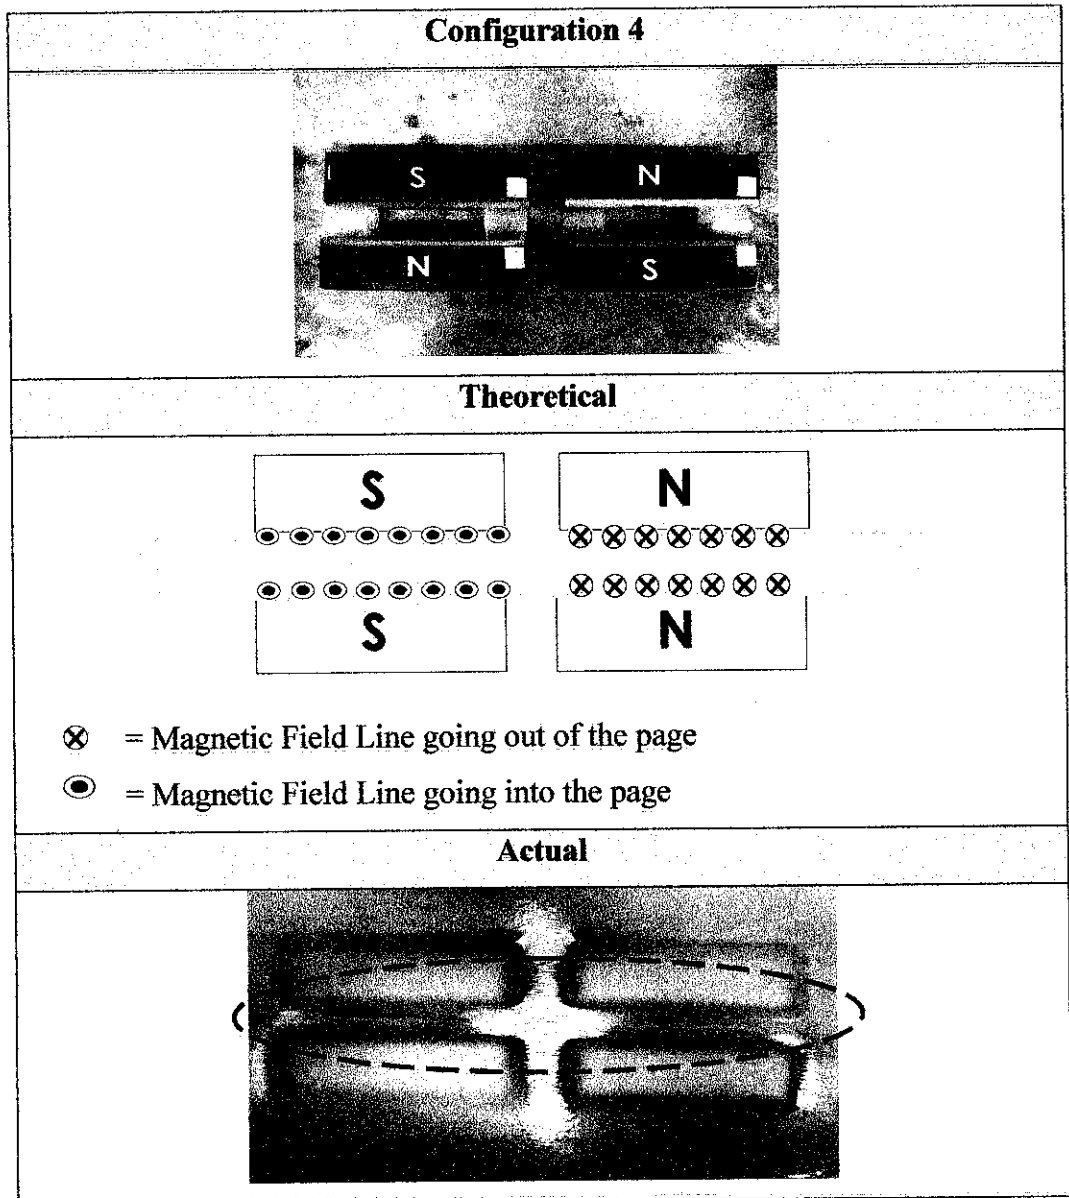 Configuration 4
S N
N S
Theoretical
S N
S N
⊗ = Magnetic Field Line going out of the page
⊙ = Magnetic Field Line going into the page
Actual